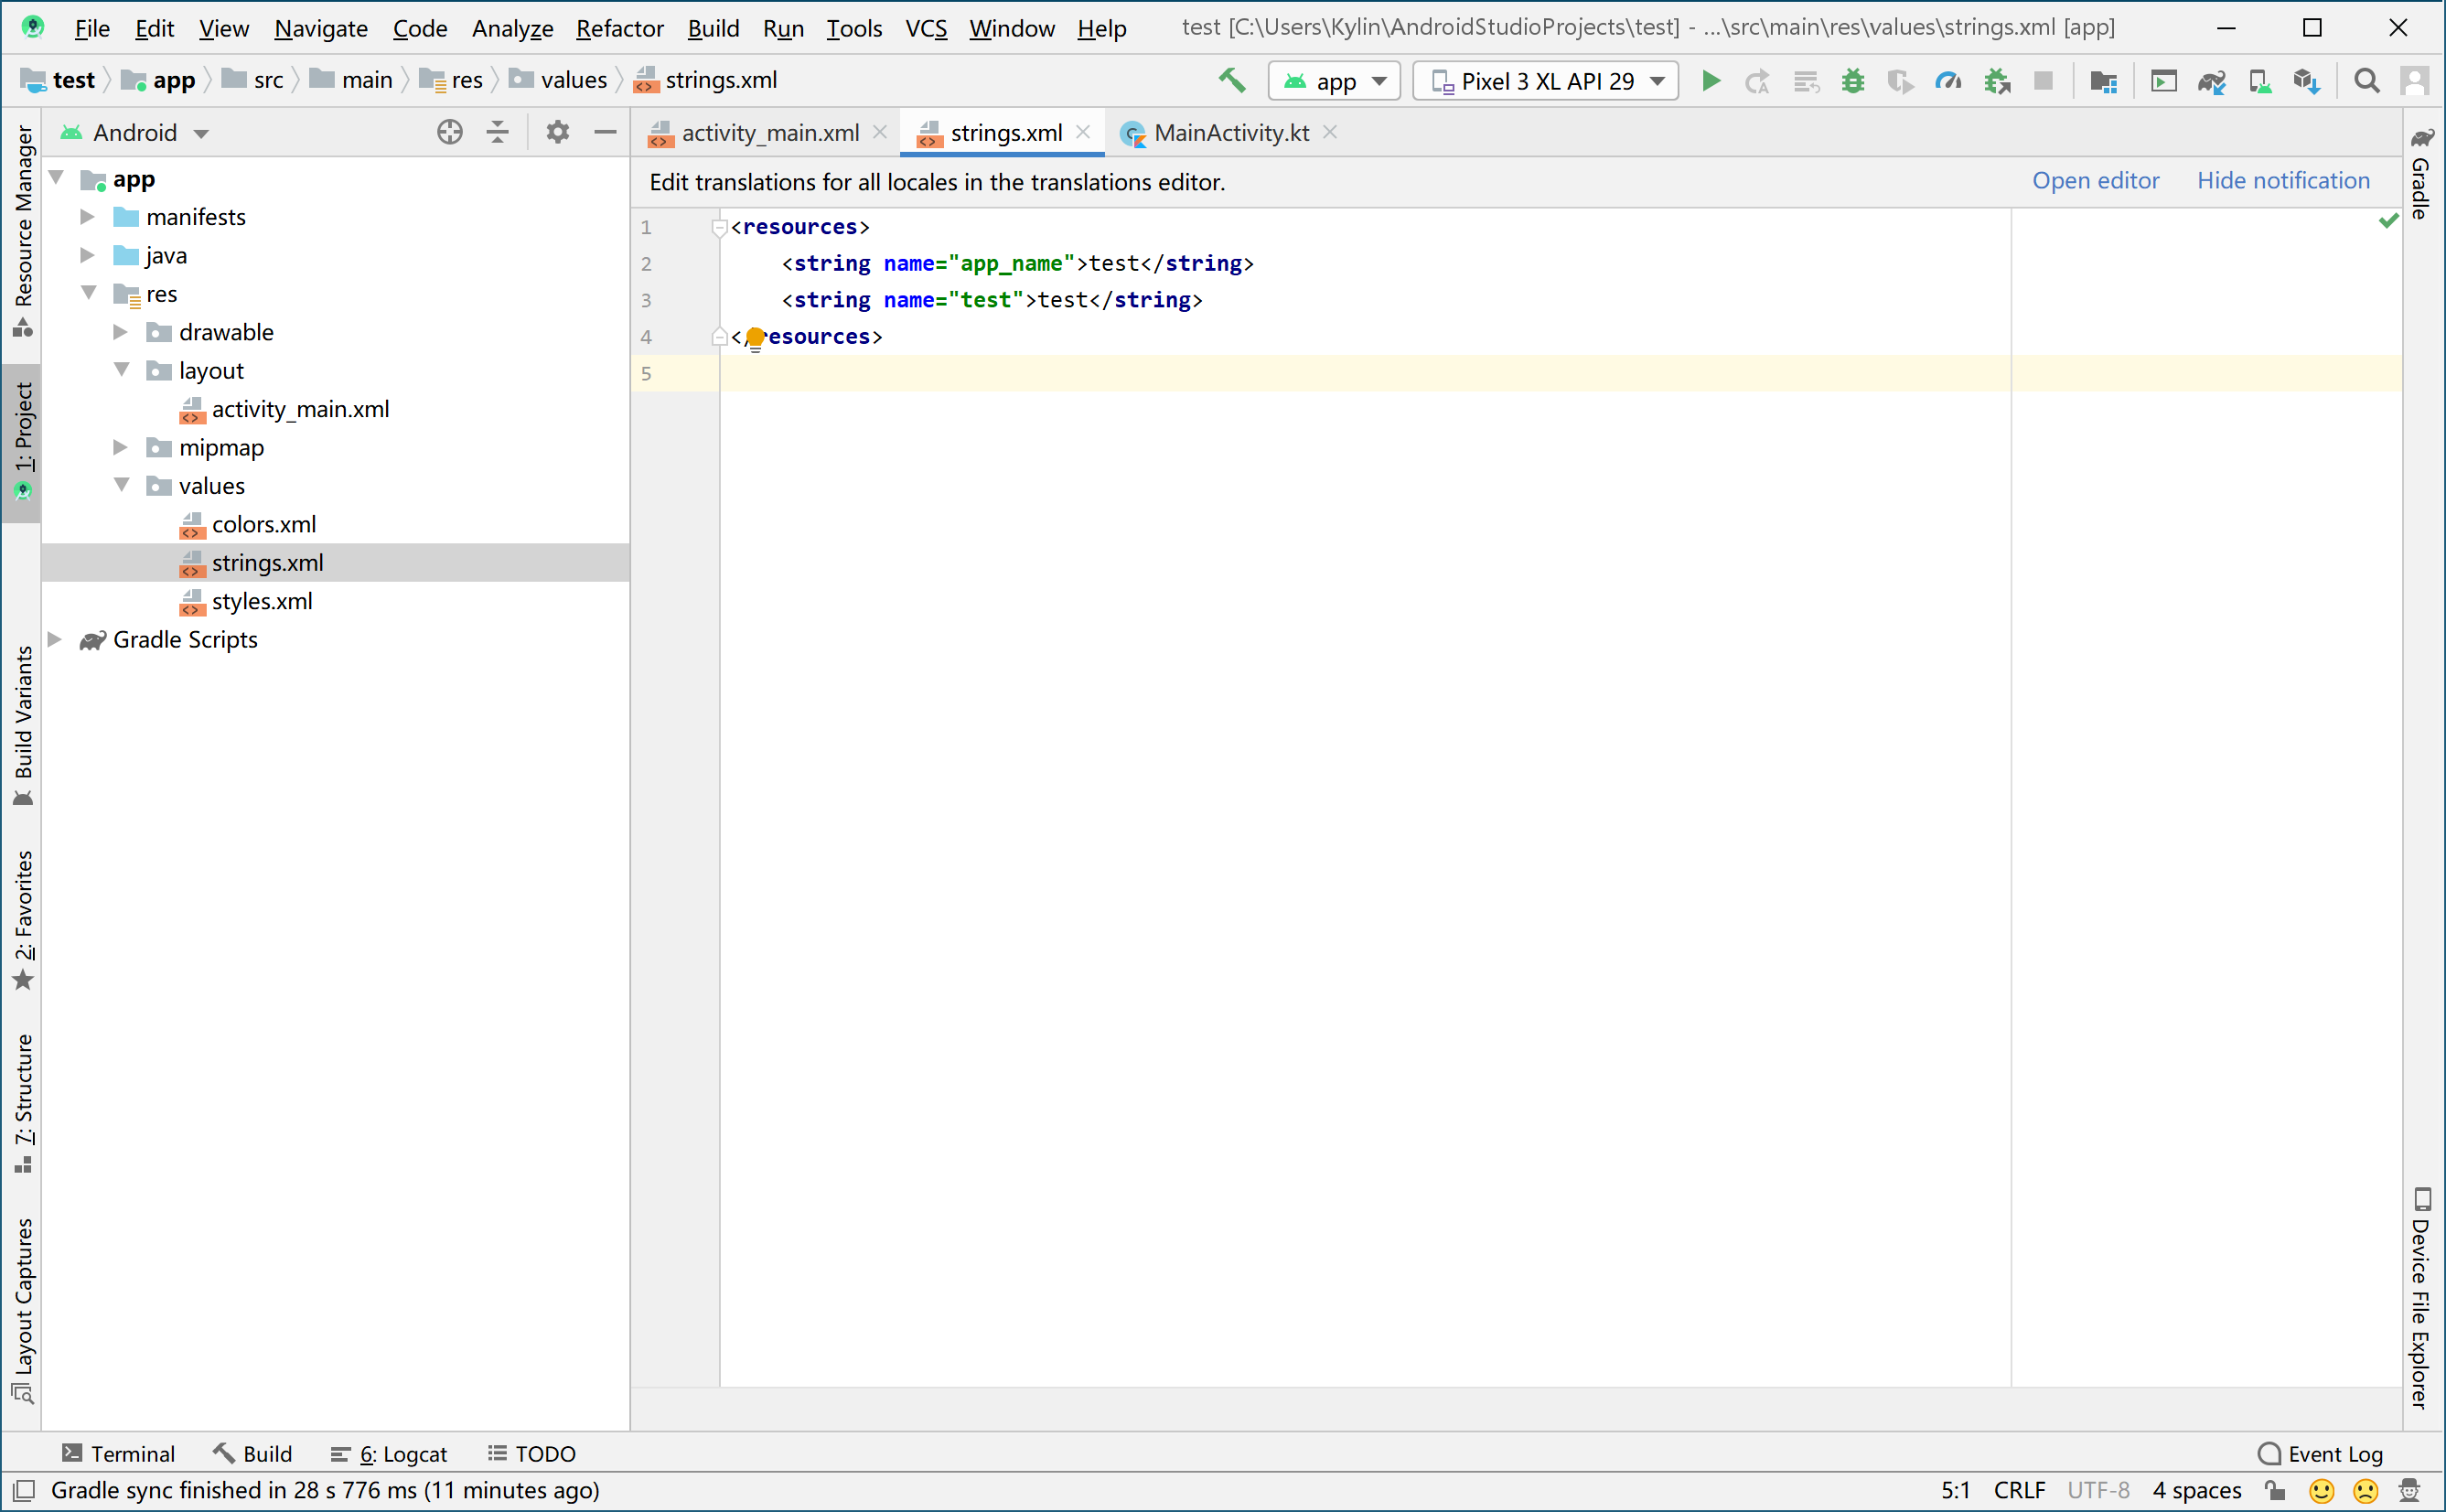 File Edit View Navigate Code Analyze Refactor Build Run Tools VCS Window Help test [C:\Users\Kylin\AndroidStudioProjects\test] - ...\src\main\res\values\strings.xml [app]
test app src main res values strings.xml app Pixel 3 XL API 29
Android activity_main.xml strings.xml MainActivity.kt
Edit translations for all locales in the translations editor. Open editor Hide notification
app
manifests
java
res
drawable
layout
activity_main.xml
mipmap
values
colors.xml
strings.xml
styles.xml
Gradle Scripts
1 <resources>
2 <string name="app_name">test</string>
3 <string name="test">test</string>
4 </resources>
5
Resource Manager
1: Project
Build Variants
2: Favorites
7: Structure
Layout Captures
Gradle
Device File Explorer
Terminal Build 6: Logcat TODO Event Log
Gradle sync finished in 28 s 776 ms (11 minutes ago) 5:1 CRLF UTF-8 4 spaces